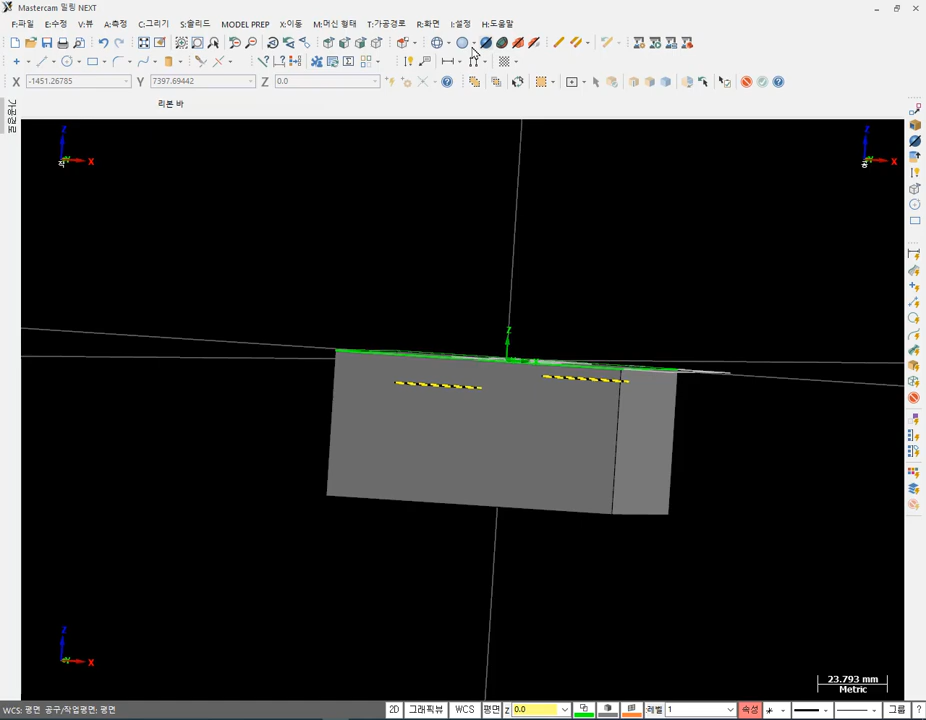 Mastercam 밀링 NEXT
F:파일 E:수정 V:뷰 A:측정 C:그리기 S:솔리드 MODEL PREP X:이동 M:머신 형태 T:가공경로 R:화면 I:설정 H:도움말
X -1451.26785 Y 7397.69442 Z 0.0
리본 바
가공경로
Z
X
Z
X
Z
Z
X
23.793 mm
Metric
WCS: 평면 공구/작업평면: 평면
2D 그래픽뷰 WCS 평면 Z 0.0 레벨 1 속성 그룹 ?